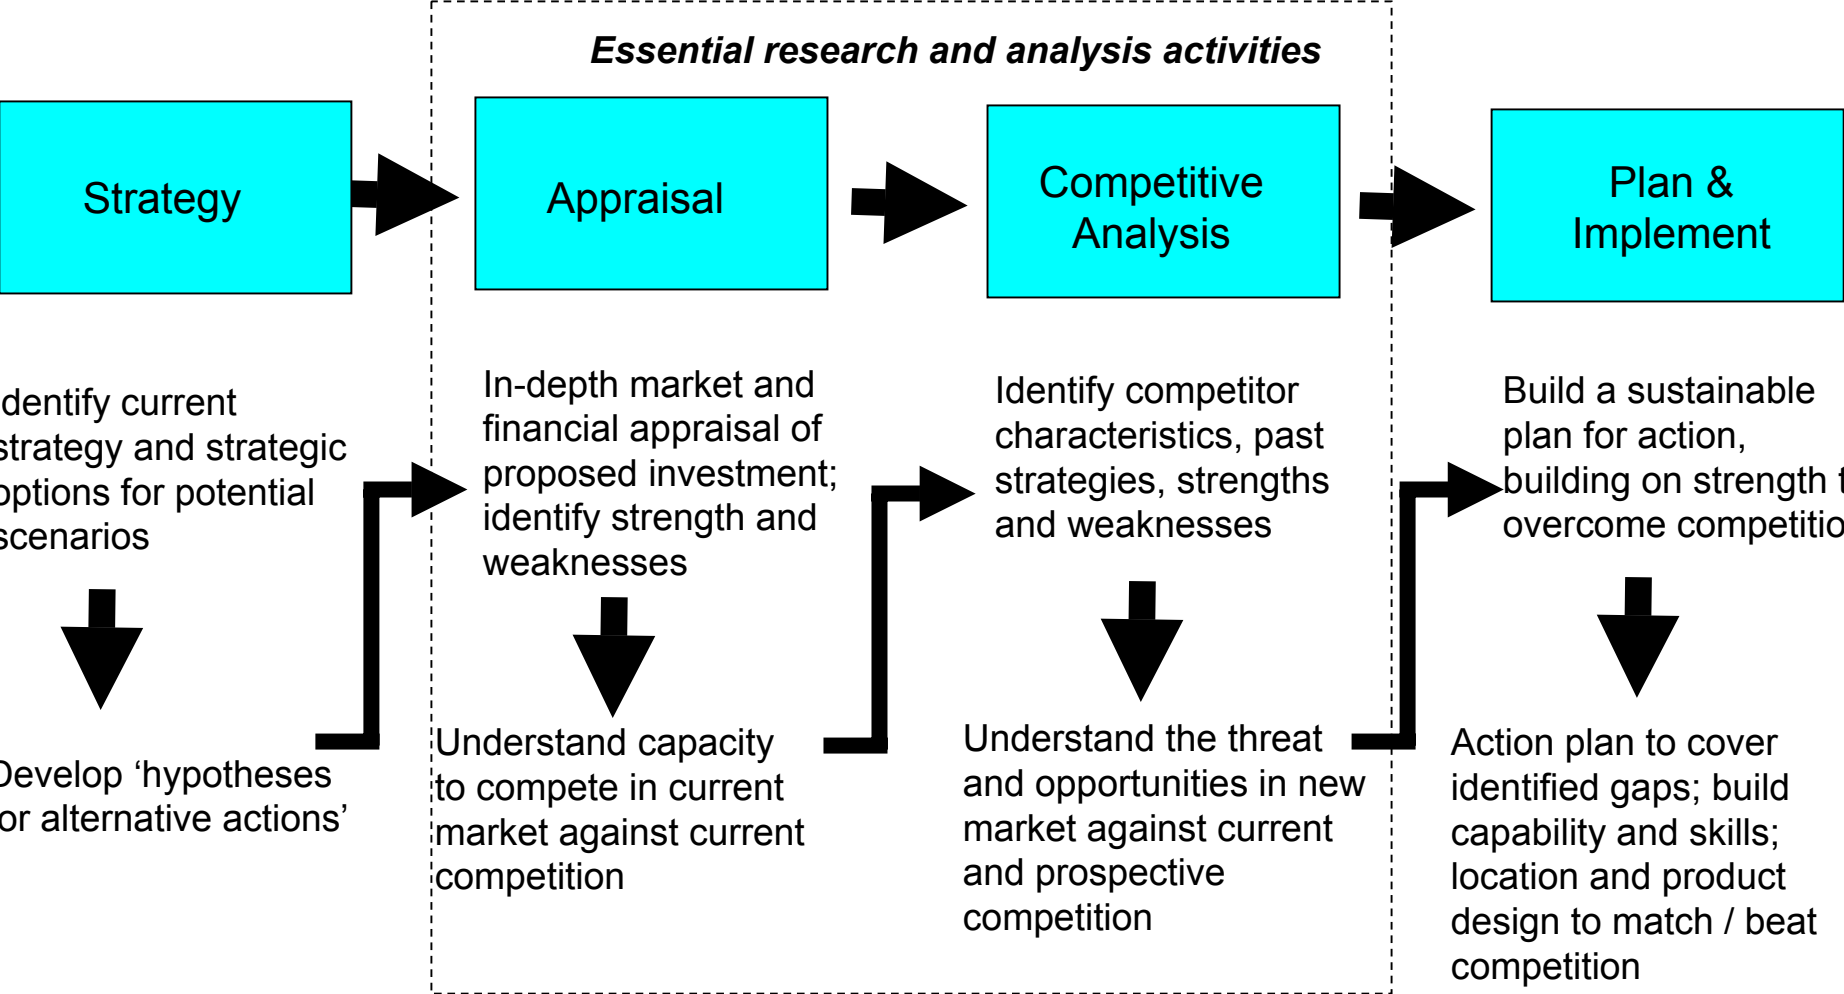 Essential research and analysis activities
Strategy
Appraisal
Competitive
Analysis
Plan &
Implement
dentify current
strategy and strategic
options for potential
scenarios
Develop ‘hypotheses
or alternative actions’
In-depth market and
financial appraisal of
proposed investment;
identify strength and
weaknesses
Understand capacity
to compete in current
market against current
competition
Identify competitor
characteristics, past
strategies, strengths
and weaknesses
Understand the threat
and opportunities in new
market against current
and prospective
competition
Build a sustainable
plan for action,
building on strength t
overcome competitio
Action plan to cover
identified gaps; build
capability and skills;
location and product
design to match / beat
competition